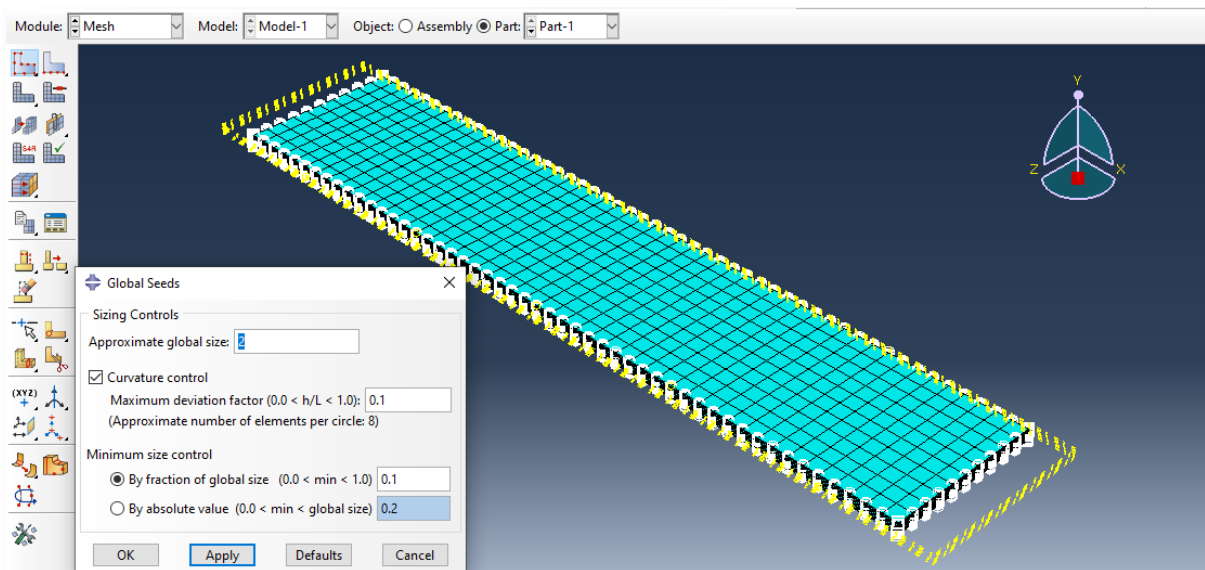 Module: Mesh Model: Model-1 Object: Assembly Part: Part-1
Y
Z X
S4R
(XYZ)
Global Seeds
Sizing Controls
Approximate global size: 2
Curvature control
Maximum deviation factor (0.0 < h/L < 1.0): 0.1
(Approximate number of elements per circle: 8)
Minimum size control
By fraction of global size (0.0 < min < 1.0) 0.1
By absolute value (0.0 < min < global size) 0.2
OK Apply Defaults Cancel